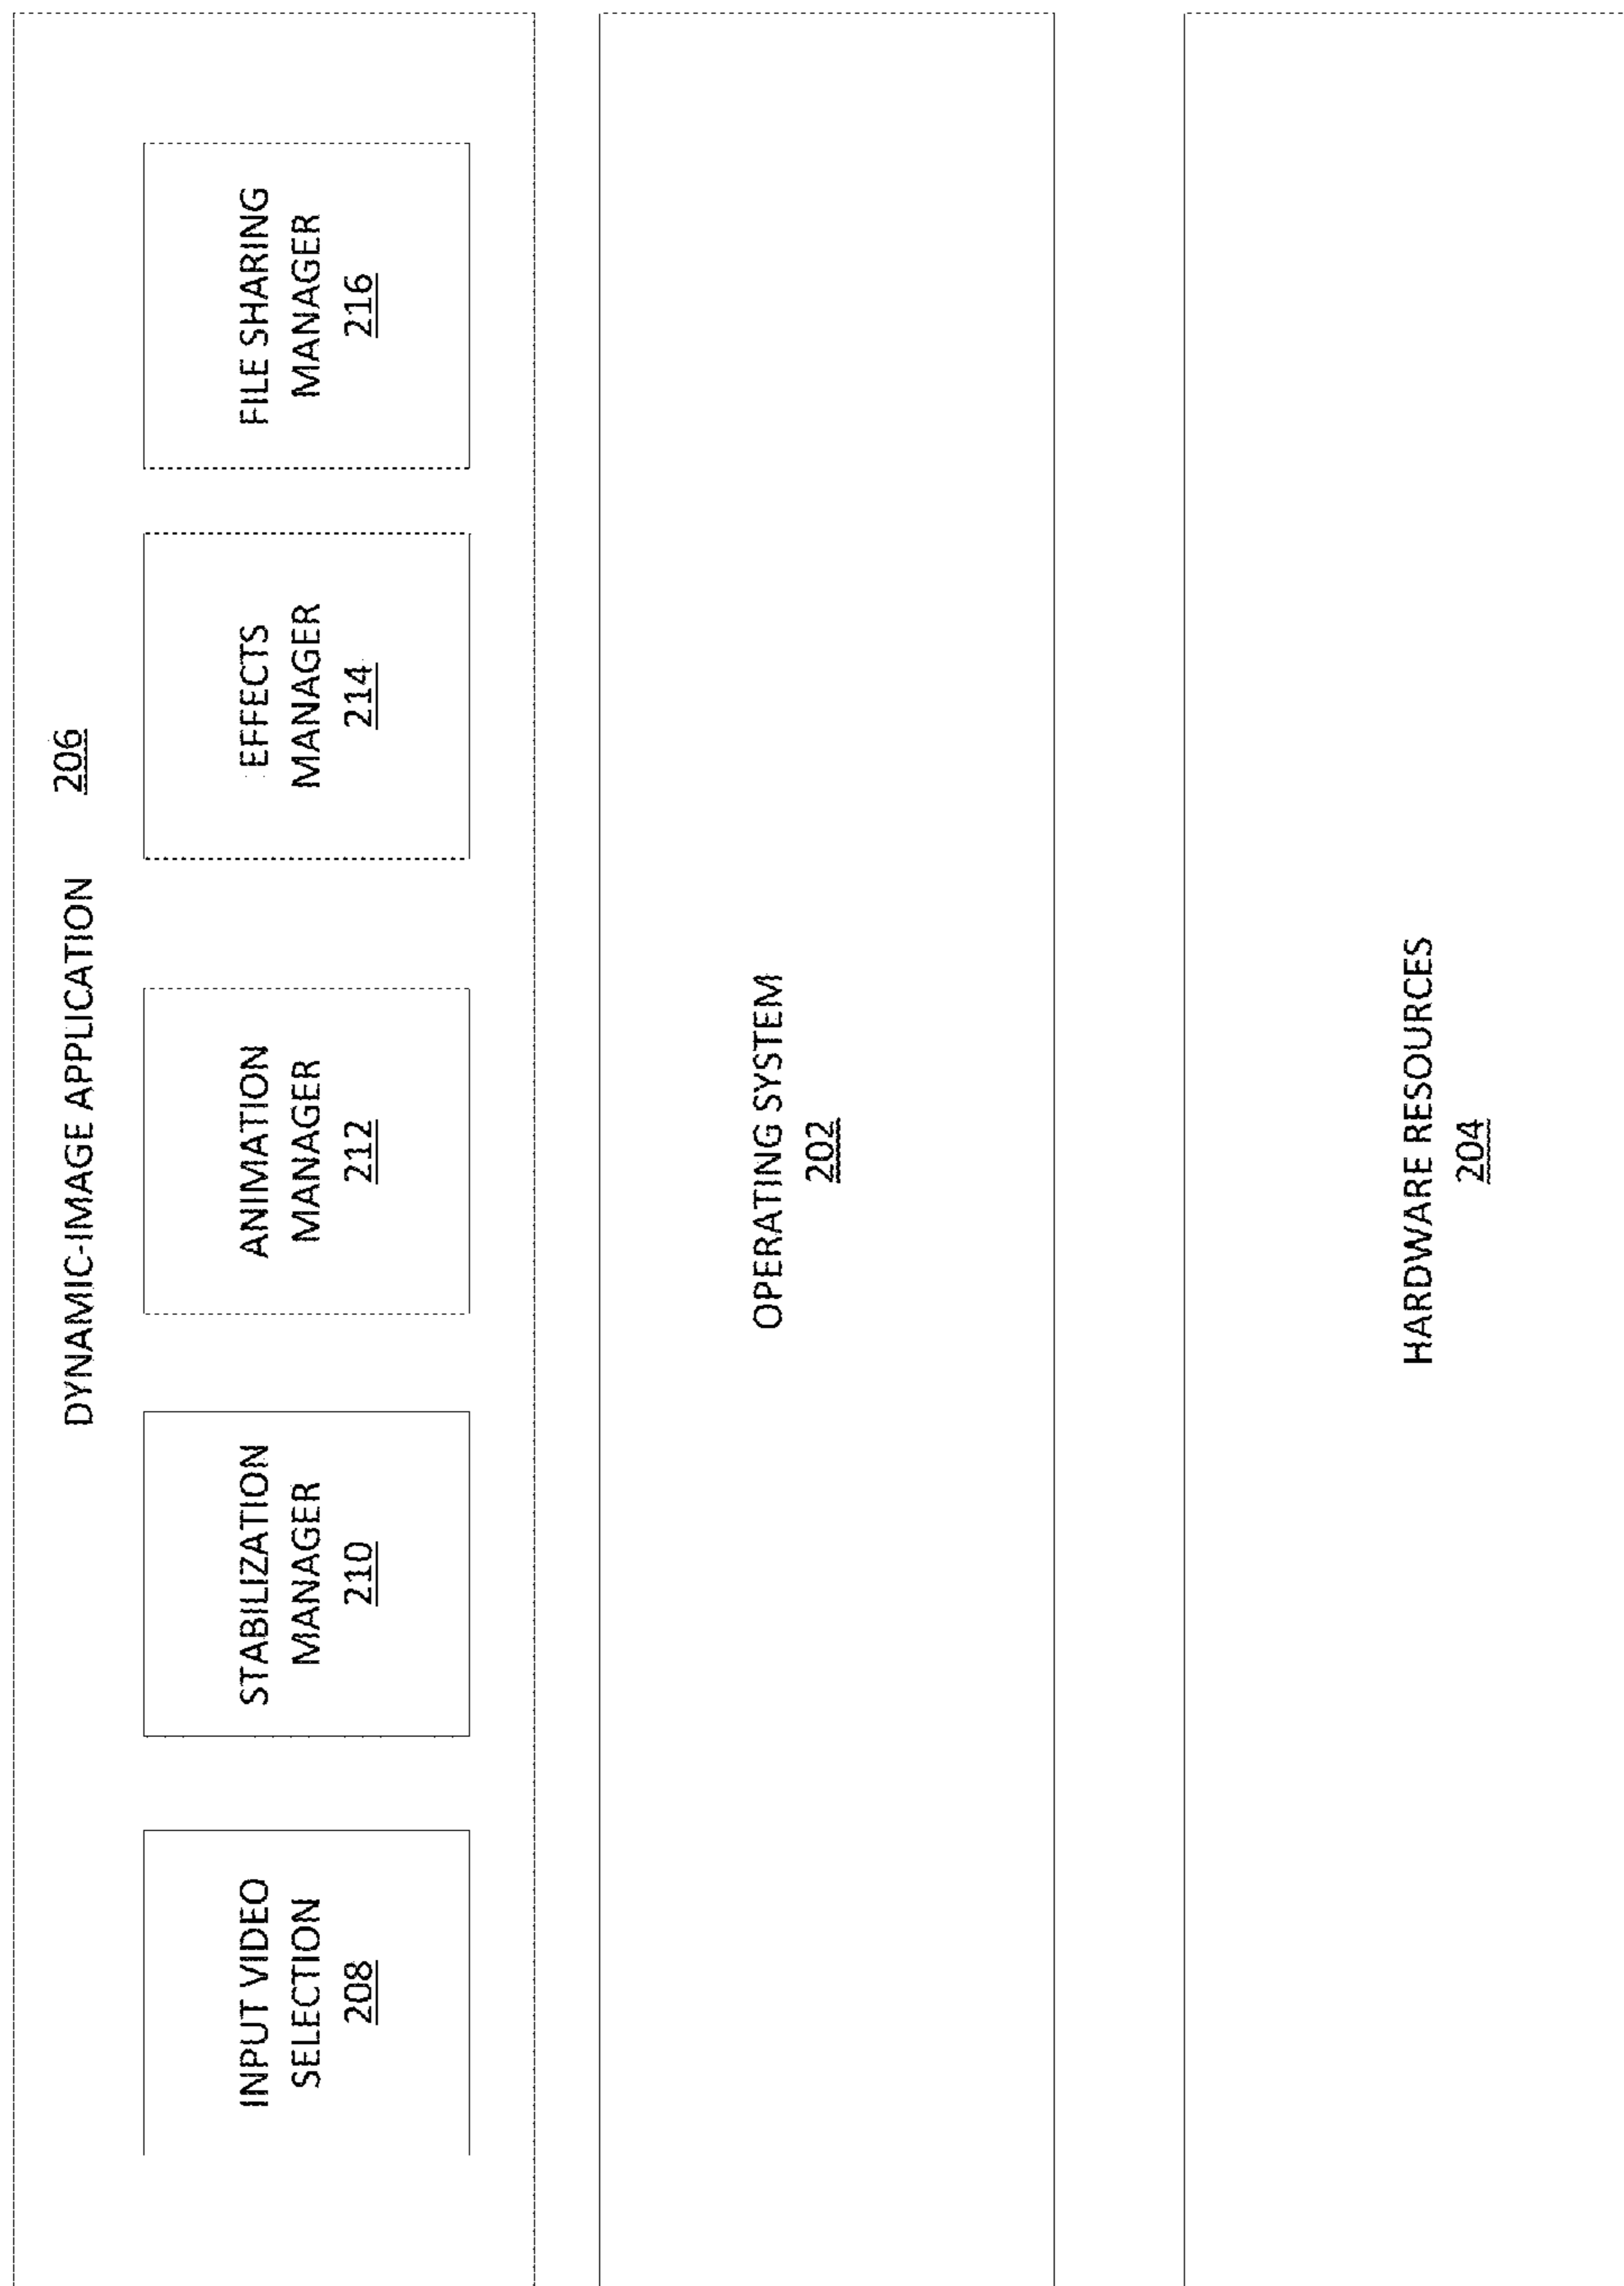 DYNAMIC-IMAGE APPLICATION 206
INPUT VIDEO
SELECTION
208
STABILIZATION
MANAGER
210
ANIMATION
MANAGER
212
EFFECTS
MANAGER
214
FILE SHARING
MANAGER
216
OPERATING SYSTEM
202
HARDWARE RESOURCES
204